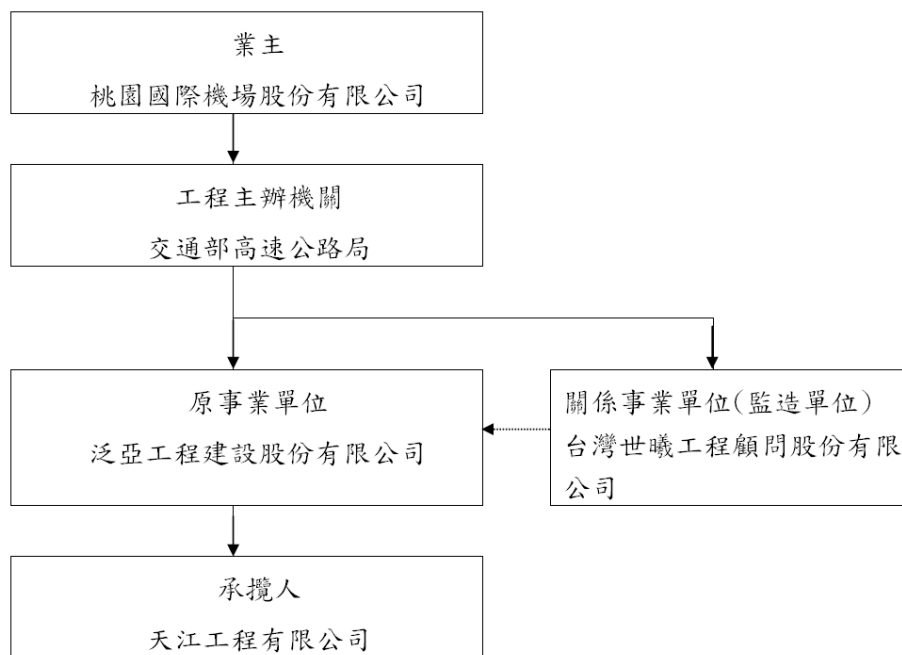 業主
桃園國際機場股份有限公司
工程主辦機關
交通部高速公路局
原事業單位
泛亞工程建設股份有限公司
關係事業單位(監造單位)
台灣世曦工程顧問股份有限
公司
承攬人
天江工程有限公司